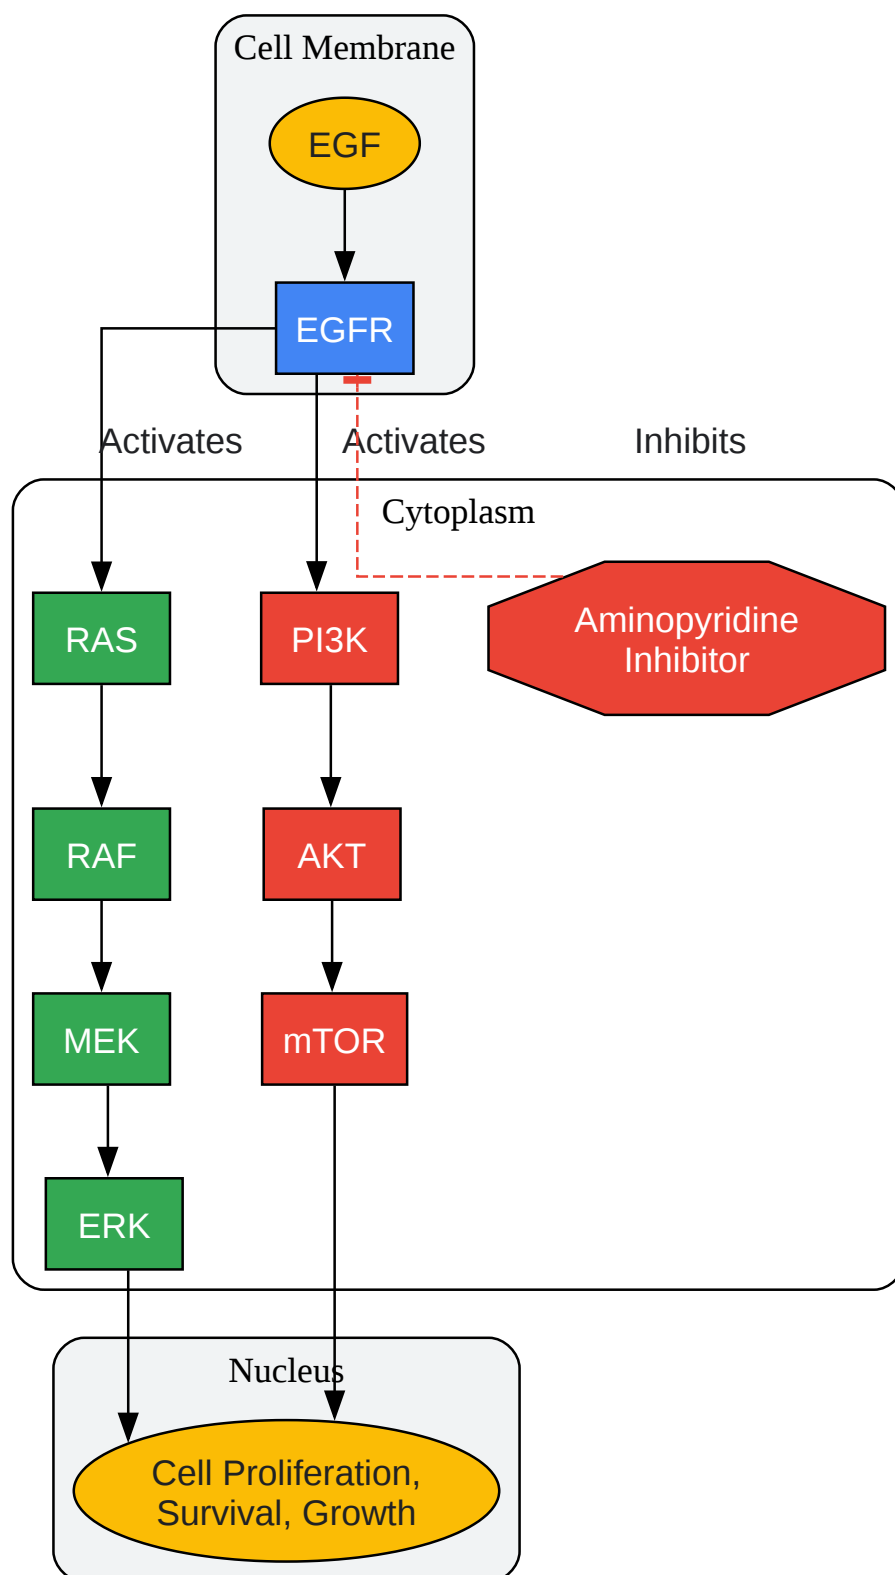 Cell Membrane
EGF
EGFR
Activates
Activates
Inhibits
Cytoplasm
RAS
PI3K
Aminopyridine
Inhibitor
RAF
AKT
MEK
mTOR
ERK
Nucleus
Cell Proliferation,
Survival, Growth